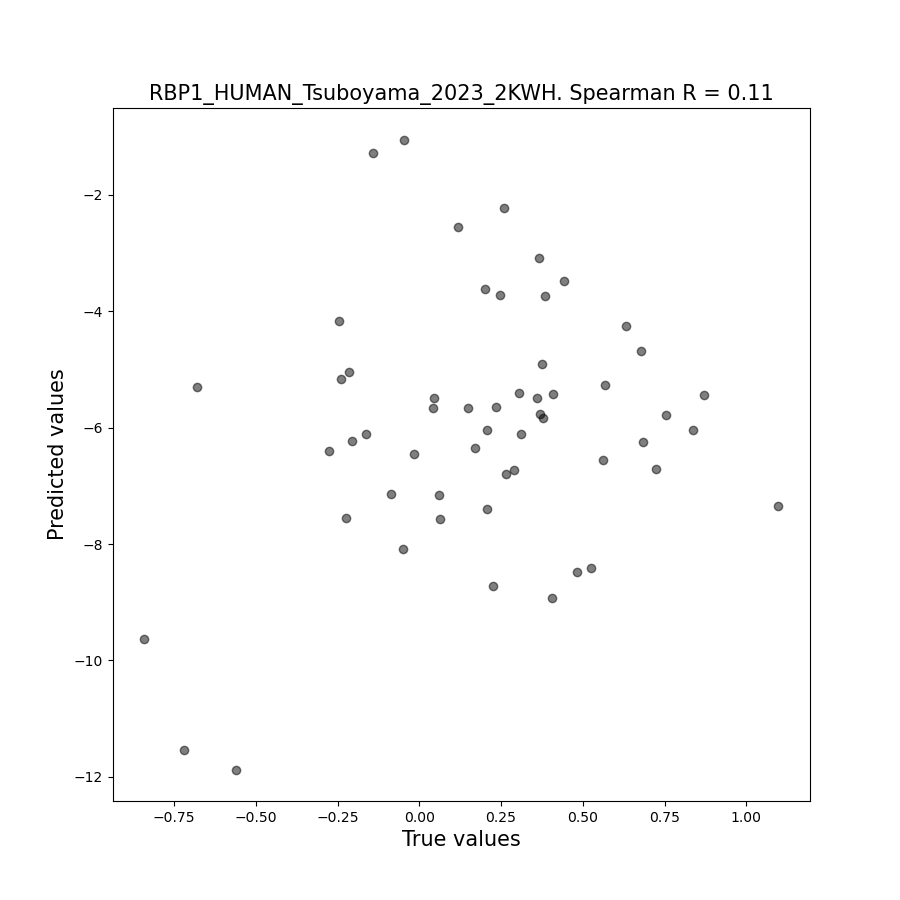 RBP1_HUMAN_Tsuboyama_2023_2KWH. Spearman R = 0.11
Predicted values
−2
−4
−6
−8
−10
−12
−0.75 −0.50 −0.25 0.00 0.25 0.50 0.75 1.00
True values